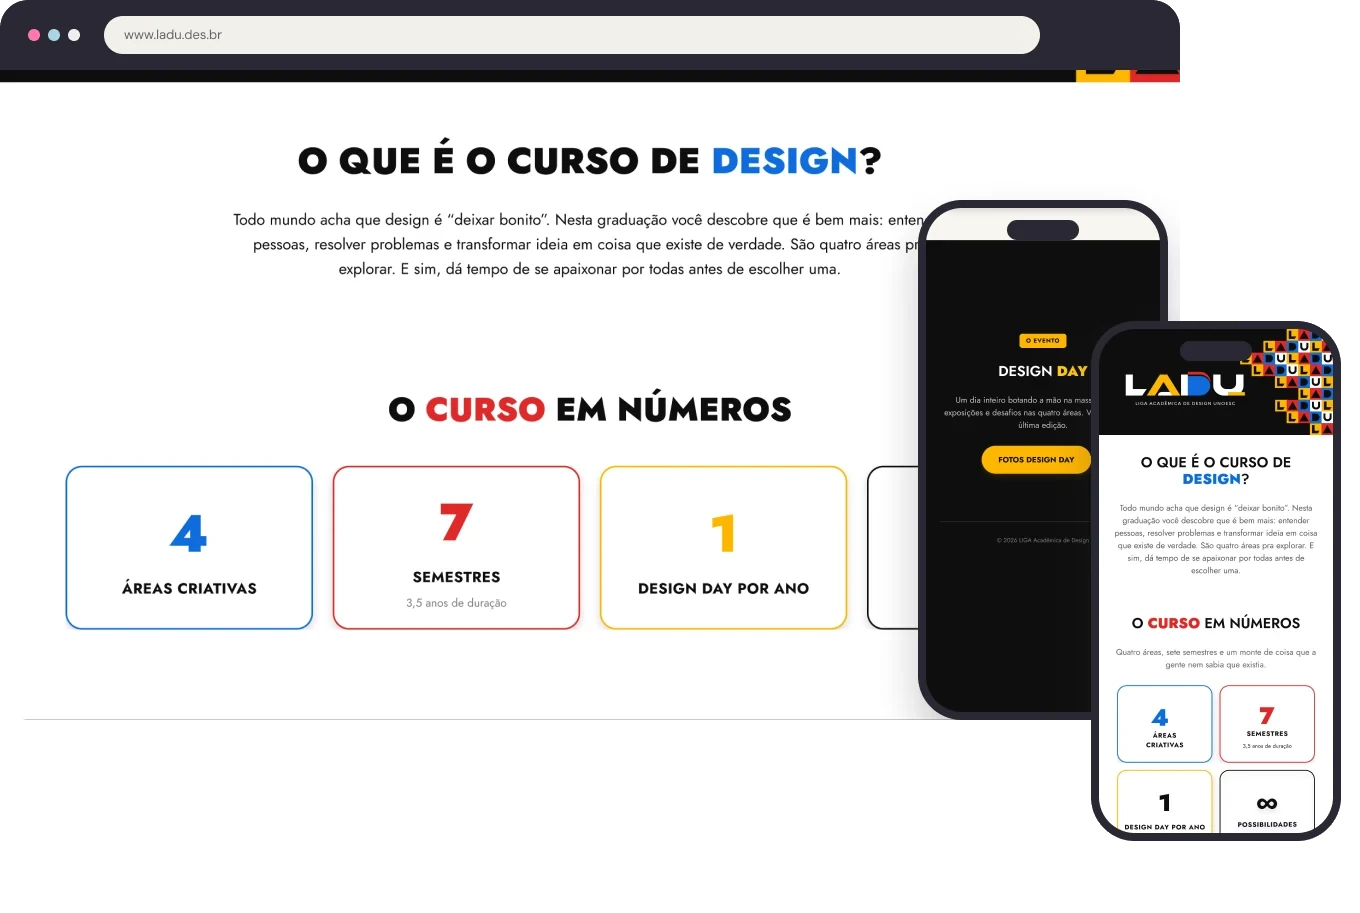 www.ladu.des.br
O QUE É O CURSO DE DESIGN?
Todo mundo acha que design é “deixar bonito”. Nesta graduação você descobre que é bem mais:
pessoas, resolver problemas e transformar ideia em coisa que existe de verdade. São quatro áreas
explorar. E sim, dá tempo de se apaixonar por todas antes de escolher uma.
O CURSO EM NÚMEROS
4
ÁREAS CRIATIVAS
7
SEMESTRES
3,5 anos de duração
1
DESIGN DAY POR ANO
O EVENTO
DESIGN DAY
Um dia inteiro botando a mão na
exposições e desafios nas quatro áreas.
última edição.
FOTOS DESIGN DAY
© 2026 LIGA Acadêmica de Design
LADU
LIGA ACADÊMICA DE DESIGN UNOESC
O QUE É O CURSO DE
DESIGN?
Todo mundo acha que design é “deixar bonito”. Nesta
graduação você descobre que é bem mais: entender
pessoas, resolver problemas e transformar ideia em coisa
que existe de verdade. São quatro áreas pra explorar. E
sim, dá tempo de se apaixonar por todas antes de
escolher uma.
O CURSO EM NÚMEROS
Quatro áreas, sete semestres e um monte de coisa que a
gente nem sabia que existia.
4
ÁREAS
CRIATIVAS
7
SEMESTRES
3,5 anos de duração
1
DESIGN DAY POR ANO
∞
POSSIBILIDADES